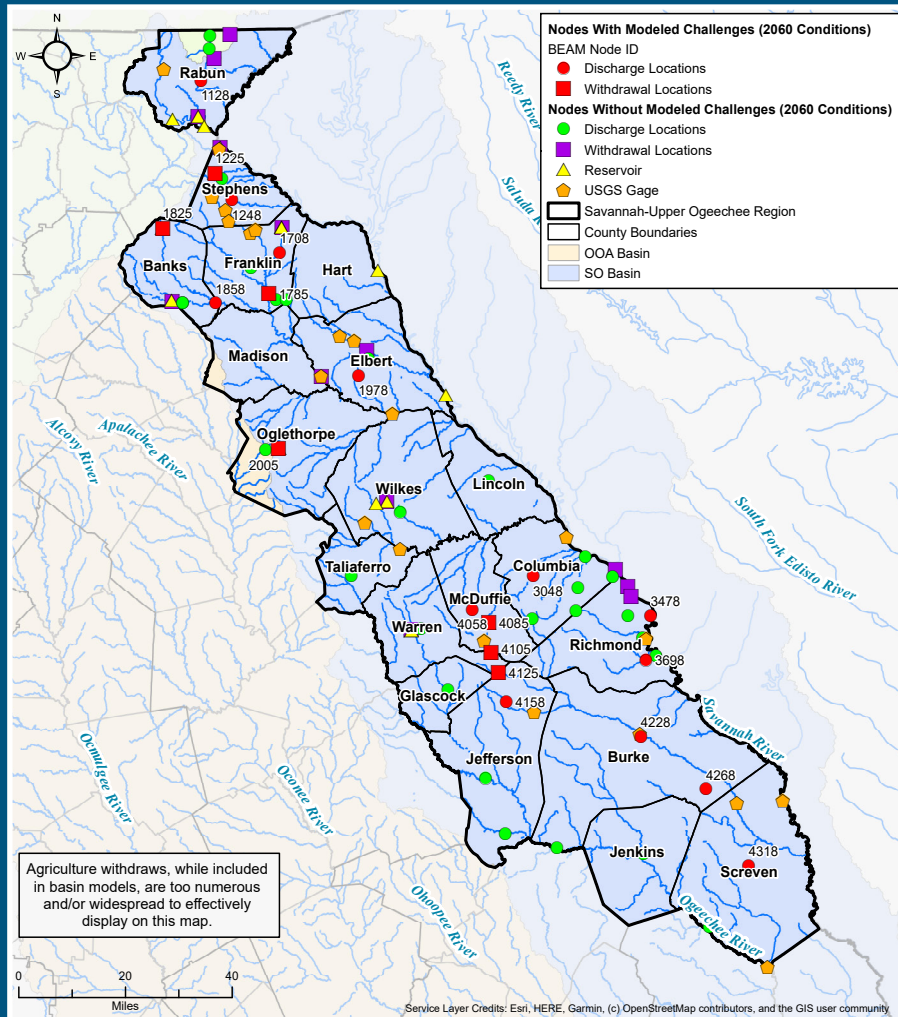 N
W
E
S
Nodes With Modeled Challenges (2060 Conditions)
BEAM Node ID
Discharge Locations
Withdrawal Locations
Nodes Without Modeled Challenges (2060 Conditions)
Discharge Locations
Withdrawal Locations
Reservoir
USGS Gage
Savannah-Upper Ogeechee Region
County Boundaries
OOA Basin
SO Basin
Reedy River
Rabun
1128
1225
Saluda
Stephens
1825
1248
1708
Banks
Franklin
Hart
1858
1785
Madison
Elbert
1978
Alcovy River
Apalachee River
Oglethorpe
2005
Wilkes
Lincoln
South Fork Edisto River
Taliaferro
Columbia
3048
McDuffie
4058
4085
3478
Warren
Richmond
4105
3698
4125
Glascock
4158
Savannah River
4228
Burke
Ocmulgee River
Oconee River
Jefferson
4268
Jenkins
4318
Screven
Agriculture withdraws, while included
in basin models, are too numerous
and/or widespread to effectively
display on this map.
Ohoopee River
Ogeechee River
0
20
40
Miles
Service Layer Credits: Esri, HERE, Garmin, (c) OpenStreetMap contributors, and the GIS user community